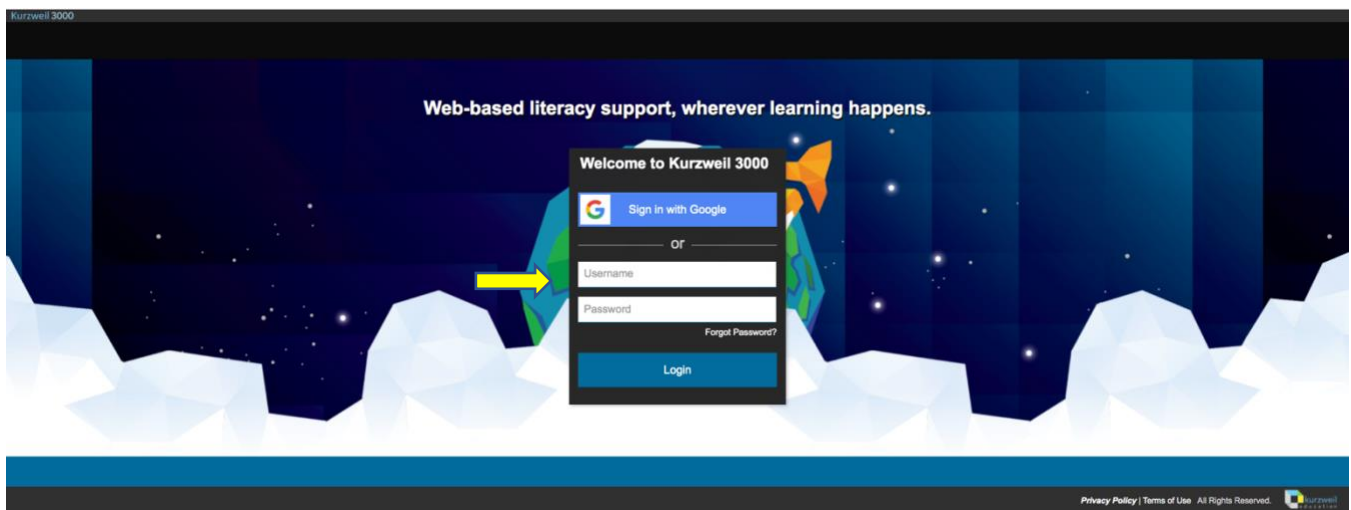 Kurzweil 3000
Web-based literacy support, wherever learning happens.
Welcome to Kurzweil 3000
G Sign in with Google
or
Username
Password
Forgot Password?
Login
Privacy Policy | Terms of Use All Rights Reserved.
kurzweil
education